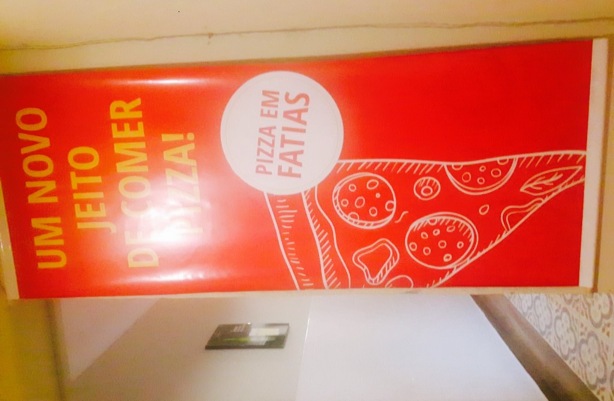 UM NOVO
JEITO
DE COMER
PIZZA!
PIZZA EM
FATIAS